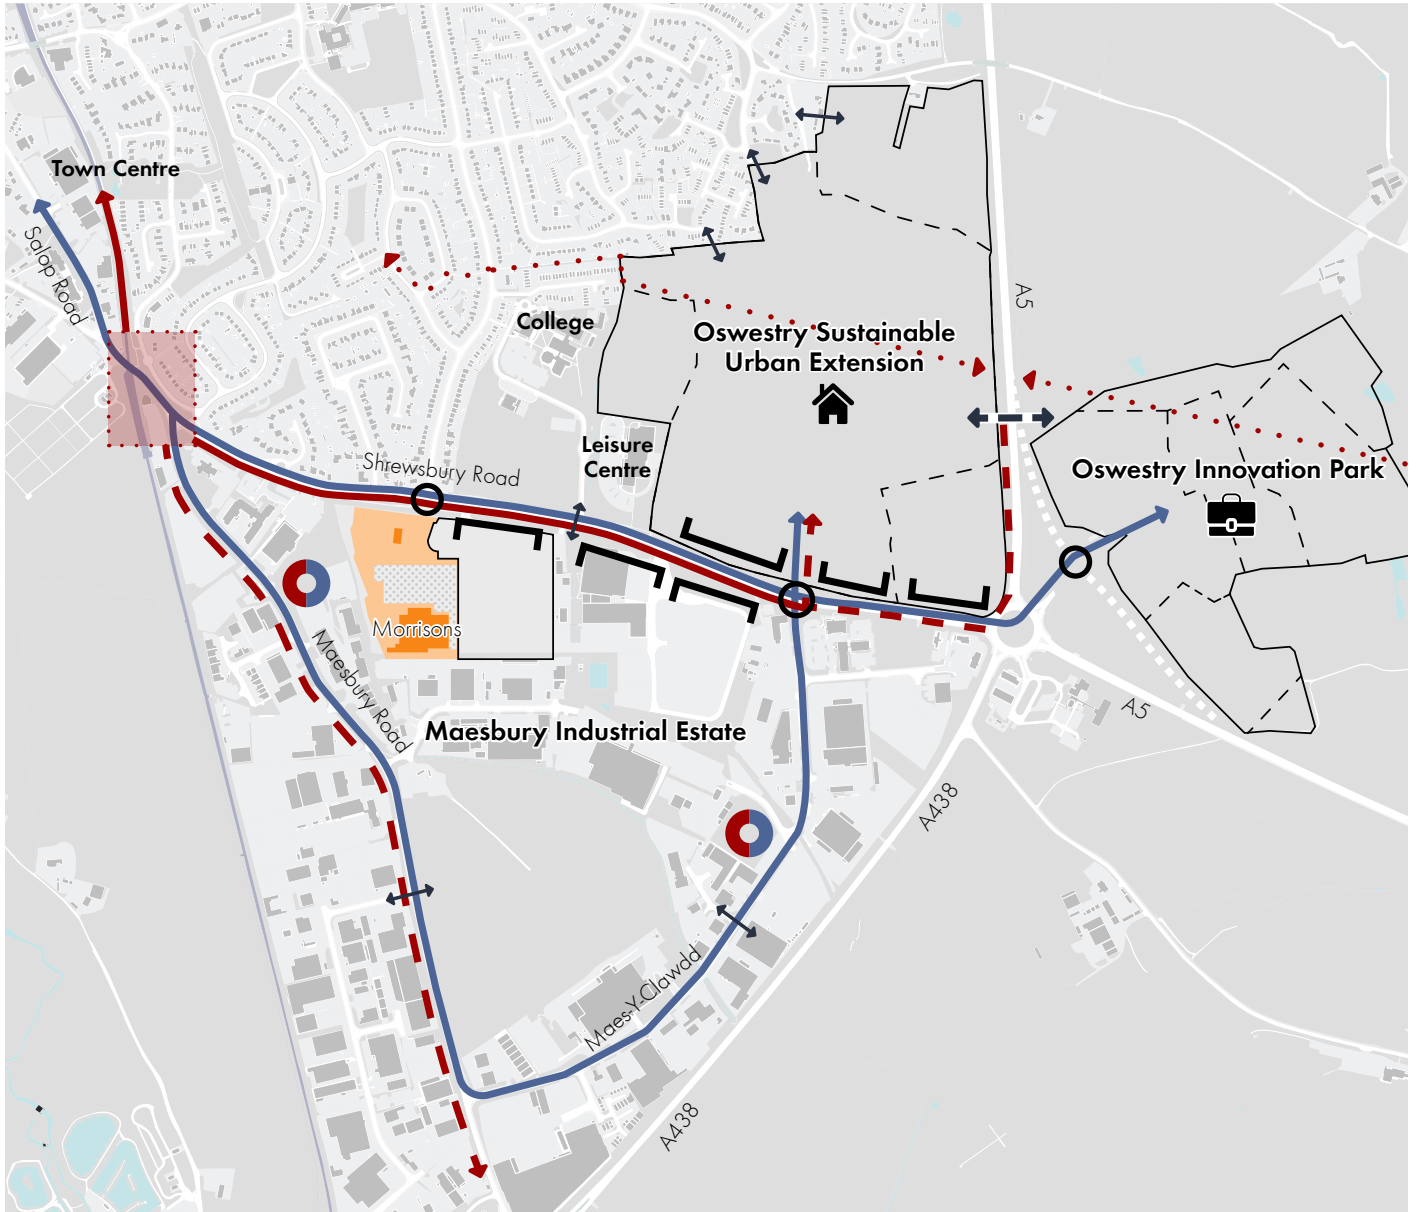 Town Centre
Salop Road
A5
College
Oswestry Sustainable
Urban Extension
Leisure
Centre
Shrewsbury Road
Oswestry Innovation Park
Morrisons
Maesbury Road
Maesbury Industrial Estate
A5
A438
Maes-Y-Clawdd
A438